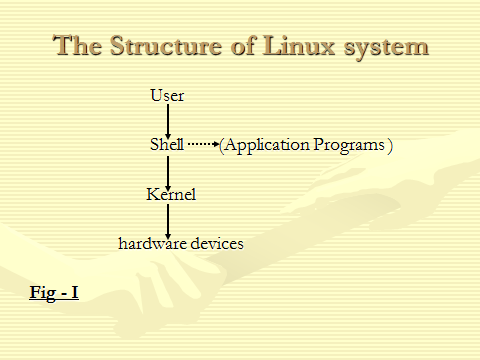 The Structure of Linux system
User
Shell (Application Programs )
Kernel
hardware devices
Fig - I